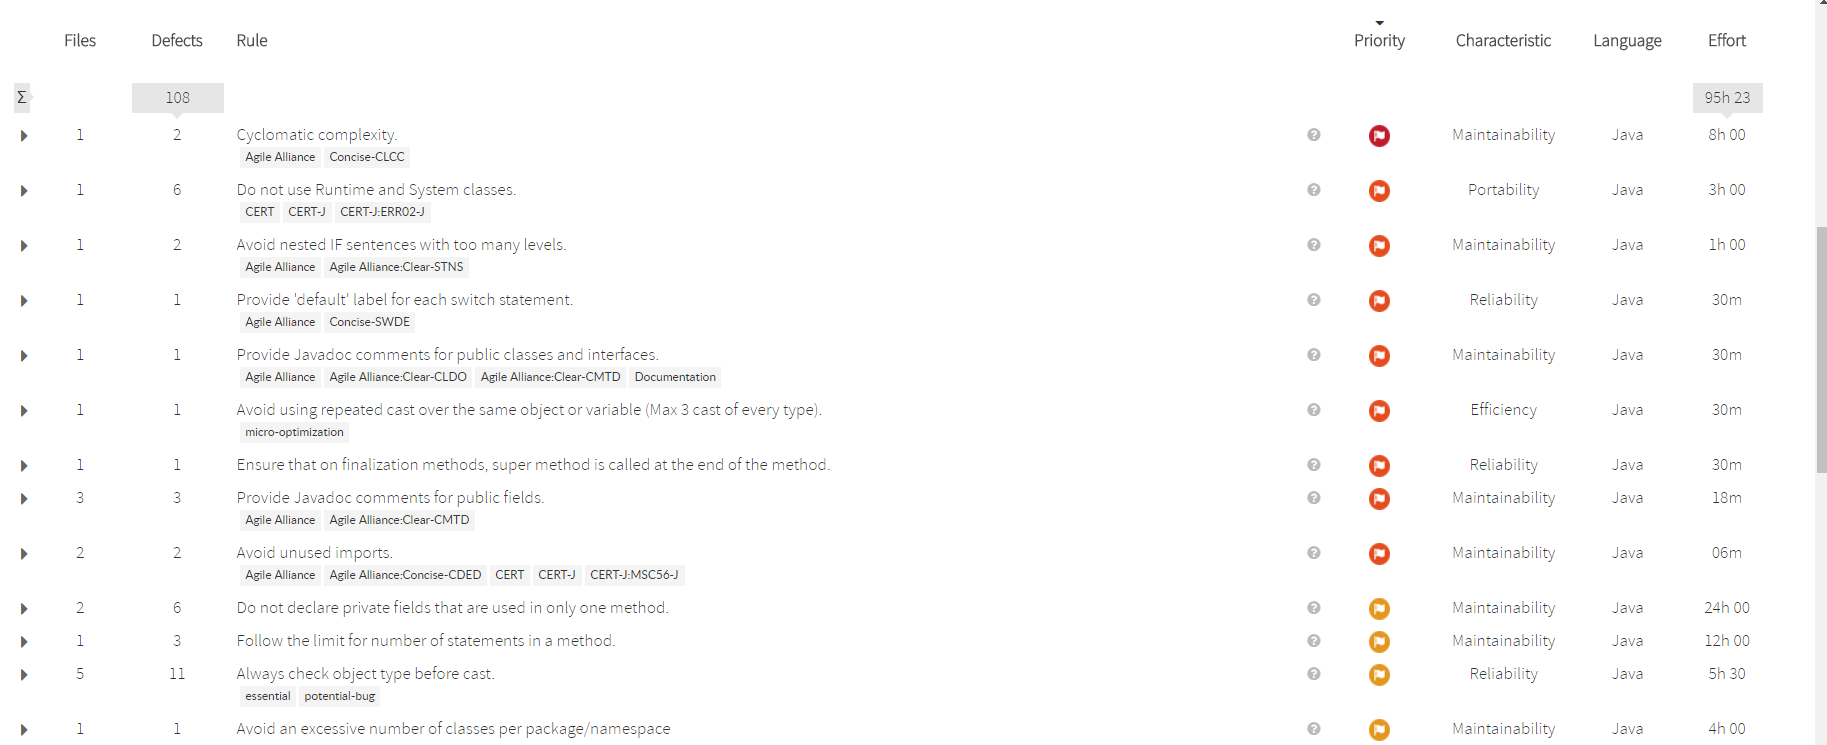 Files Defects Rule Priority Characteristic Language Effort
Σ 108 95h 23
1 2 Cyclomatic complexity. ? Maintainability Java 8h 00
Agile Alliance Concise-CLCC
1 6 Do not use Runtime and System classes. ? Portability Java 3h 00
CERT CERT-J CERT-J:ERR02-J
1 2 Avoid nested IF sentences with too many levels. ? Maintainability Java 1h 00
Agile Alliance Agile Alliance:Clear-STNS
1 1 Provide 'default' label for each switch statement. ? Reliability Java 30m
Agile Alliance Concise-SWDE
1 1 Provide Javadoc comments for public classes and interfaces. ? Maintainability Java 30m
Agile Alliance Agile Alliance:Clear-CLDO Agile Alliance:Clear-CMTD Documentation
1 1 Avoid using repeated cast over the same object or variable (Max 3 cast of every type). ? Efficiency Java 30m
micro-optimization
1 1 Ensure that on finalization methods, super method is called at the end of the method. ? Reliability Java 30m
3 3 Provide Javadoc comments for public fields. ? Maintainability Java 18m
Agile Alliance Agile Alliance:Clear-CMTD
2 2 Avoid unused imports. ? Maintainability Java 06m
Agile Alliance Agile Alliance:Concise-CDED CERT CERT-J CERT-J:MSC56-J
2 6 Do not declare private fields that are used in only one method. ? Maintainability Java 24h 00
1 3 Follow the limit for number of statements in a method. ? Maintainability Java 12h 00
5 11 Always check object type before cast. ? Reliability Java 5h 30
essential potential-bug
1 1 Avoid an excessive number of classes per package/namespace ? Maintainability Java 4h 00